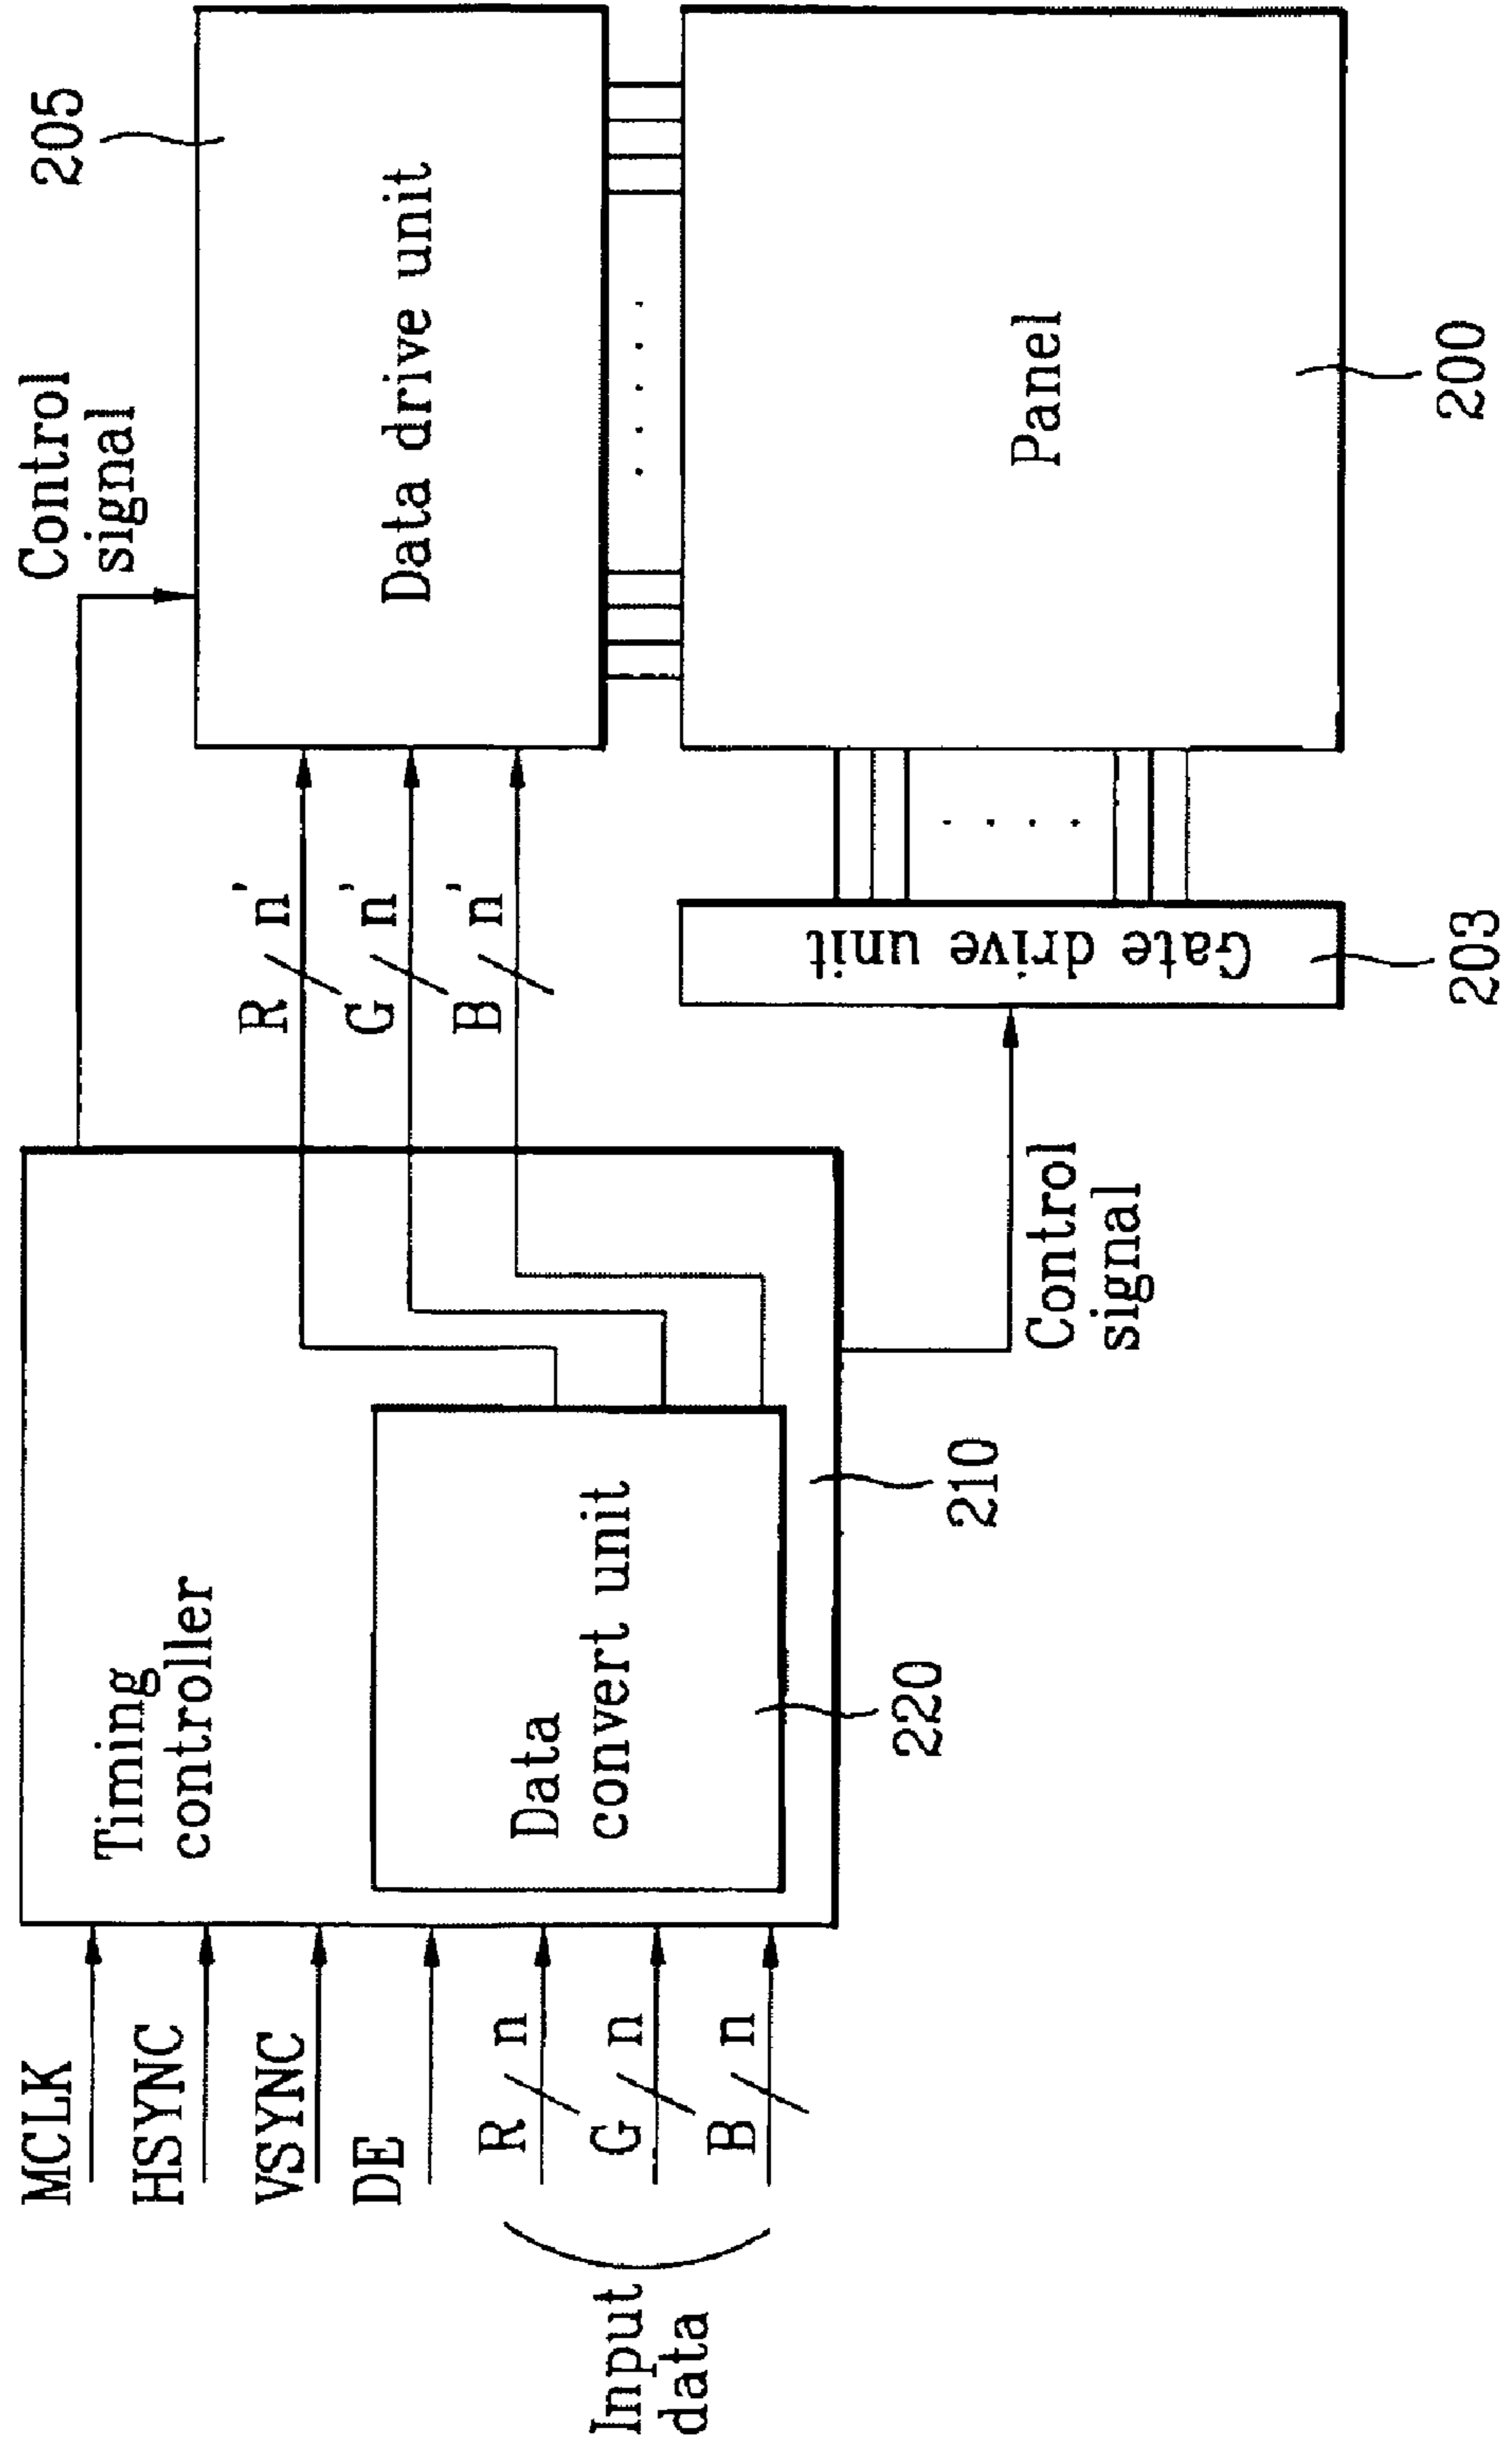 MCLK
HSYNC
VSYNC
DE
R n
G n
B n
Input
data
Timing
controller
Data
convert unit
220
210
Control
signal
R n'
G n'
B n'
Control
signal
Data drive unit
205
Gate drive unit
203
Panel
200